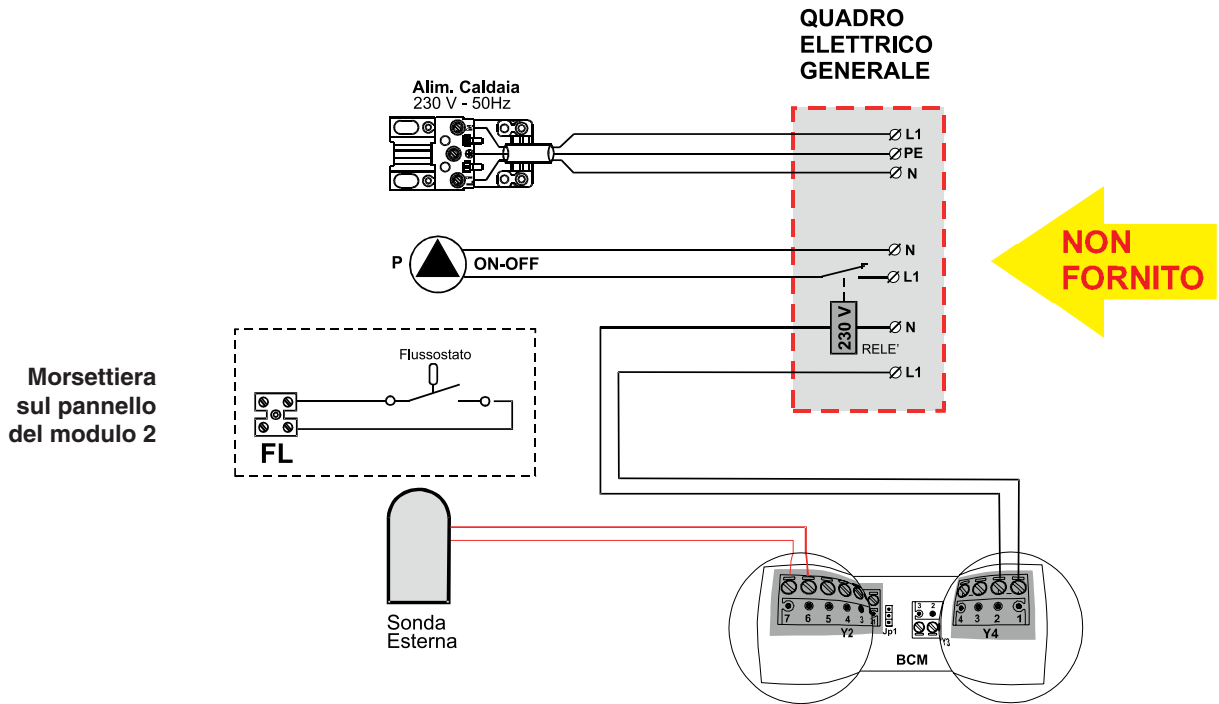 QUADRO
ELETTRICO
GENERALE
Alim. Caldaia
230 V - 50Hz
L1
PE
N
P
ON-OFF
N
L1
230 V
RELE'
N
L1
NON
FORNITO
Morsettiera
sul pannello
del modulo 2
Flussostato
FL
Sonda
Esterna
7 6 5 4 3
Y2
Jp1
3 2
Y3
4 3 2 1
Y4
BCM